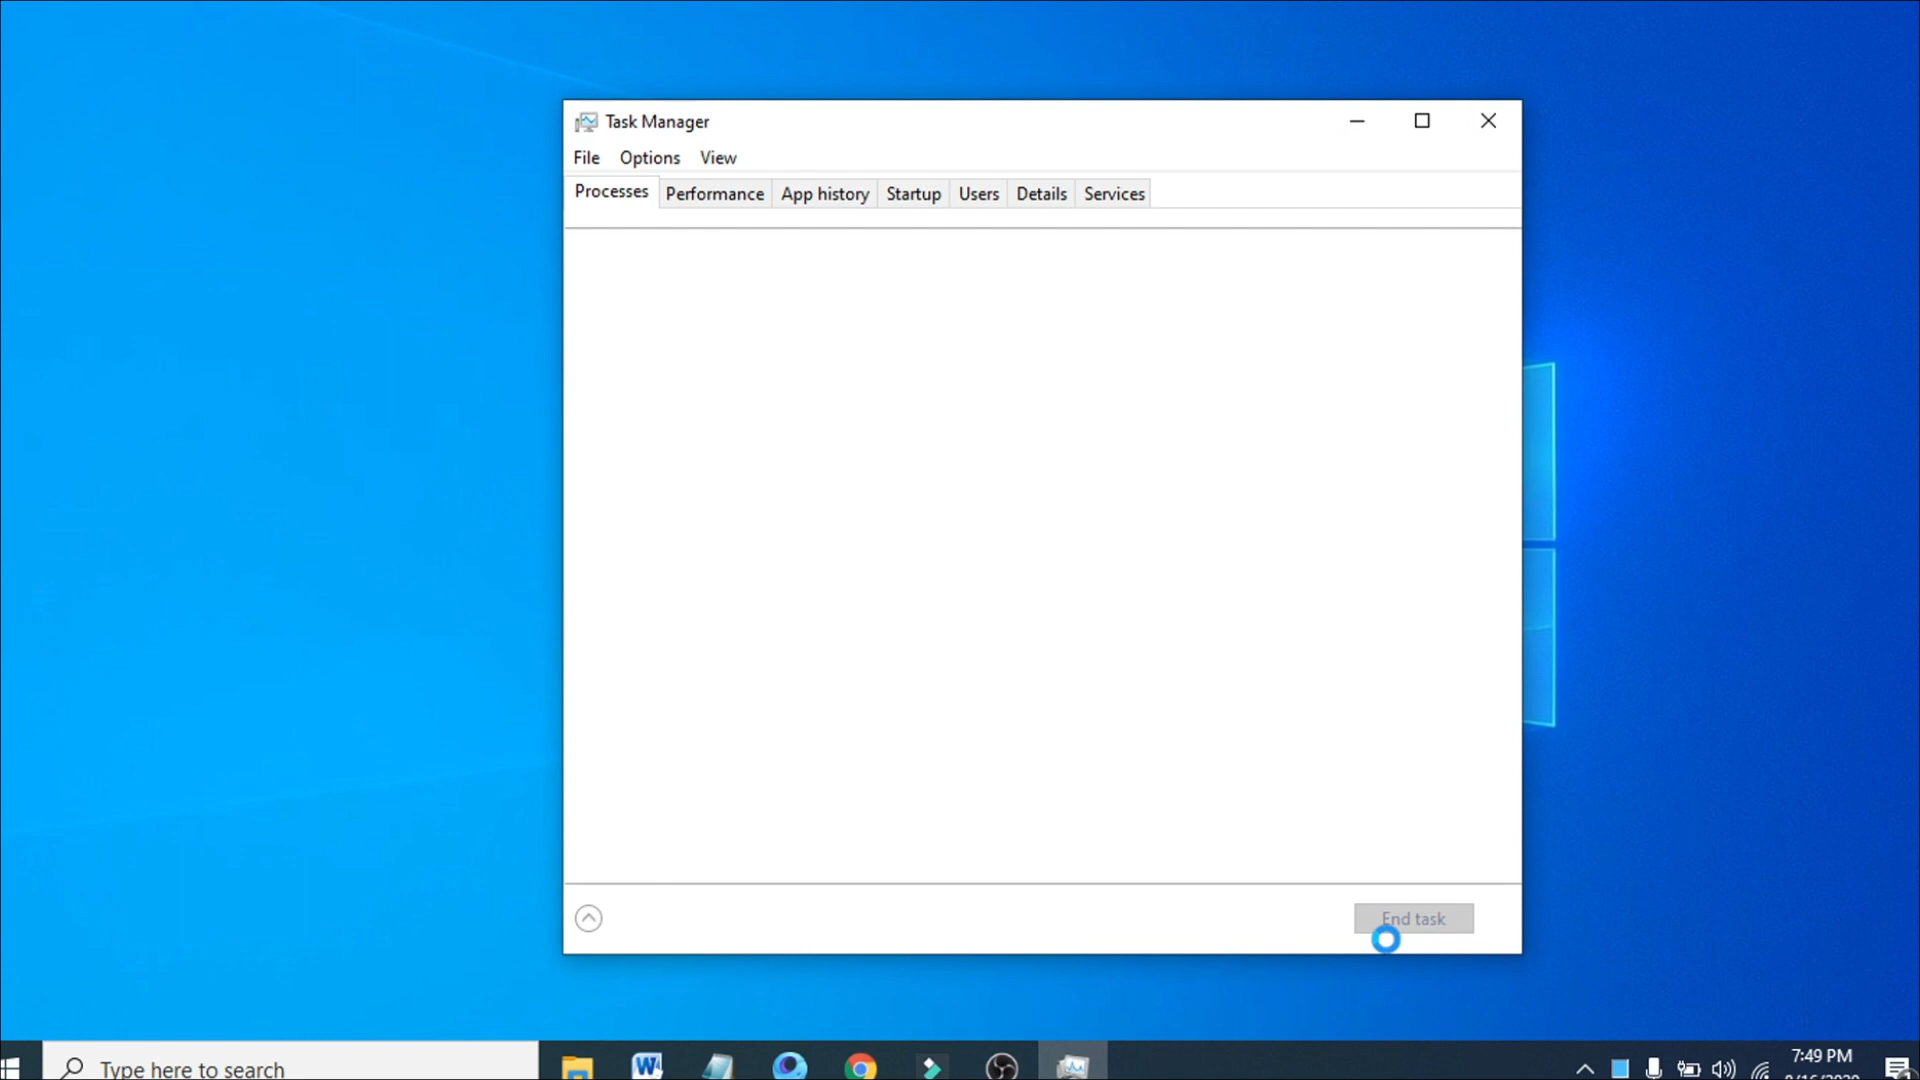 Task Manager
File Options View
Processes Performance App history Startup Users Details Services
End task
Type here to search
7:49 PM